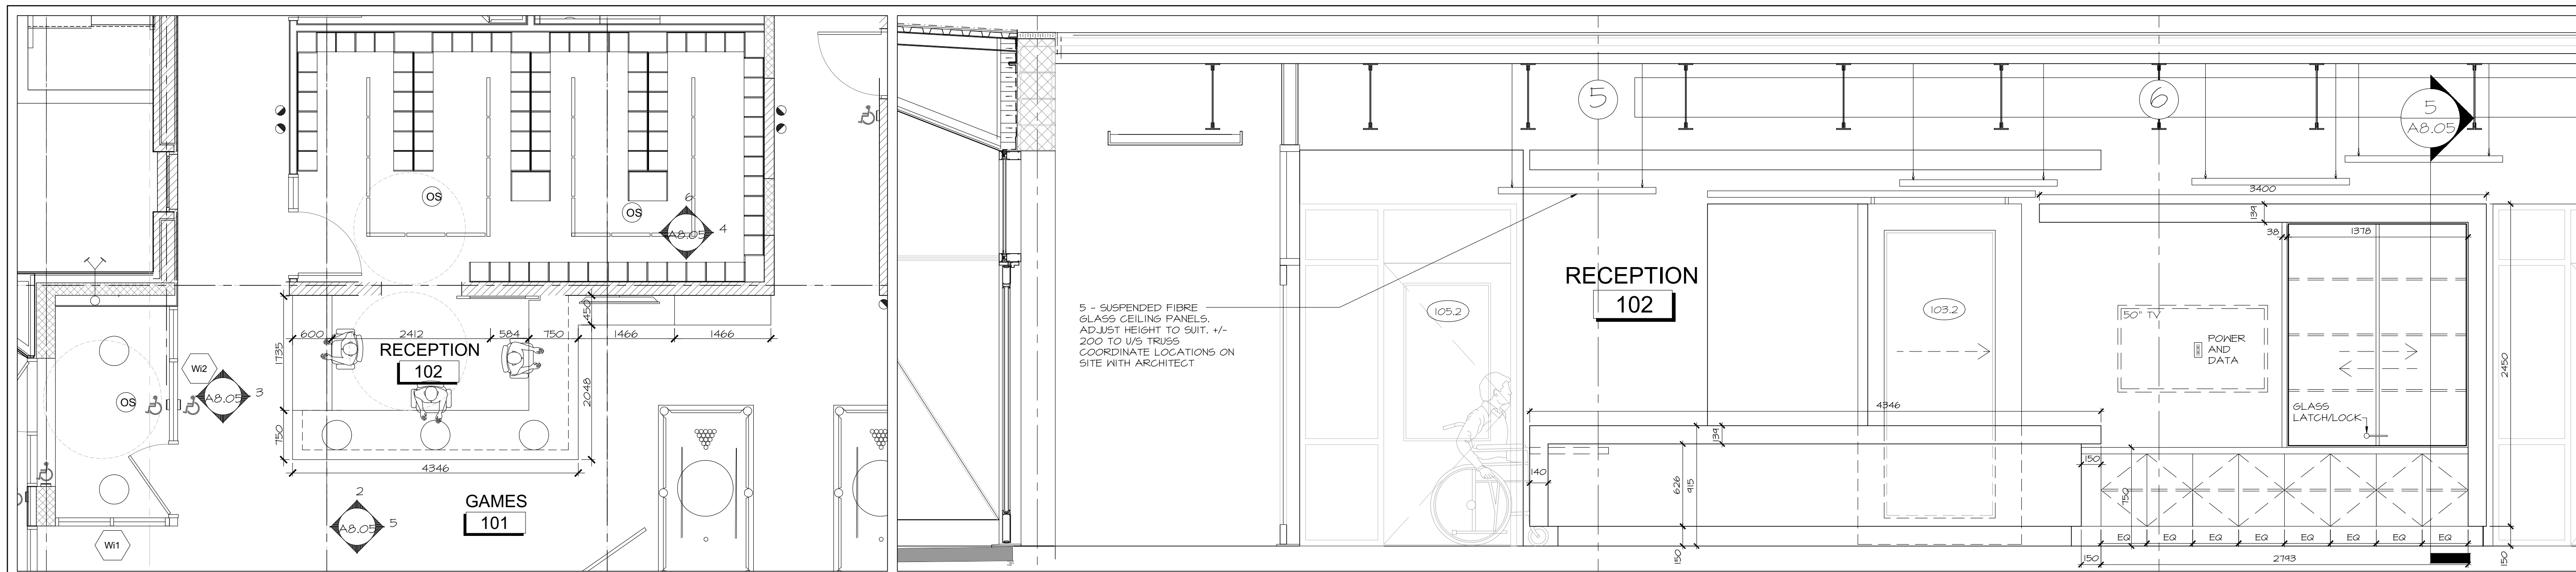 OS
OS
6
A8.05
4
600
2412
584
750
450
1466
1466
1735
RECEPTION
102
2048
Wi2
A8.05
3
OS
750
4346
2
A8.05
5
GAMES
101
Wi1
5
6
5
A8.05
3400
139
38
1378
RECEPTION
102
5 - SUSPENDED FIBRE
GLASS CEILING PANELS.
ADJUST HEIGHT TO SUIT. +/-
200 TO U/S TRUSS
COORDINATE LOCATIONS ON
SITE WITH ARCHITECT
105.2
103.2
50" TV
POWER
AND
DATA
2450
GLASS
LATCH/LOCK
4346
139
140
626
915
150
750
EQ EQ EQ EQ EQ EQ EQ EQ
150
150
2793
150